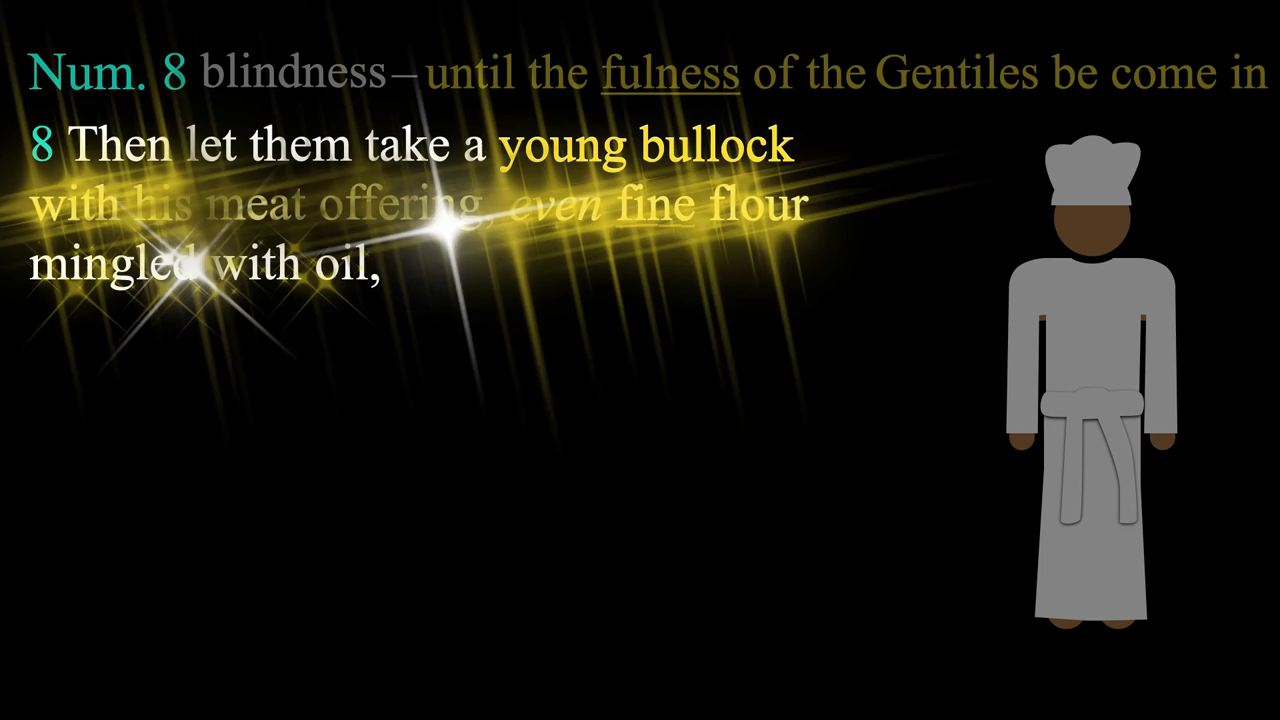 Num. 8 blindness – until the fulness of the Gentiles be come in
8 Then let them take a young bullock
with his meat offering, even fine flour
mingled with oil,